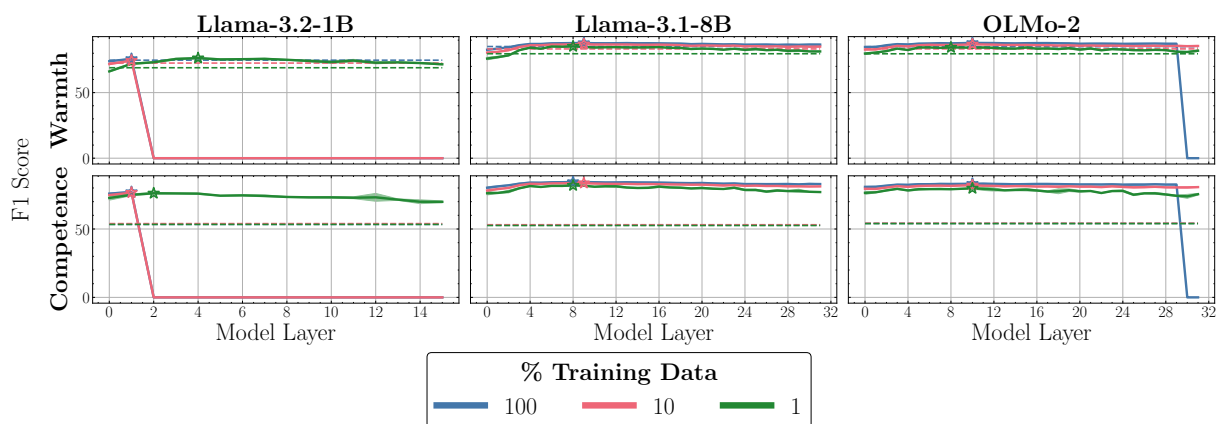 Llama-3.2-1B
Llama-3.1-8B
OLMo-2
F1 Score
Warmth
50
0
Competence
50
0
0 2 4 6 8 10 12 14
0 4 8 12 16 20 24 28 32
0 4 8 12 16 20 24 28 32
Model Layer
Model Layer
Model Layer
% Training Data
100 10 1